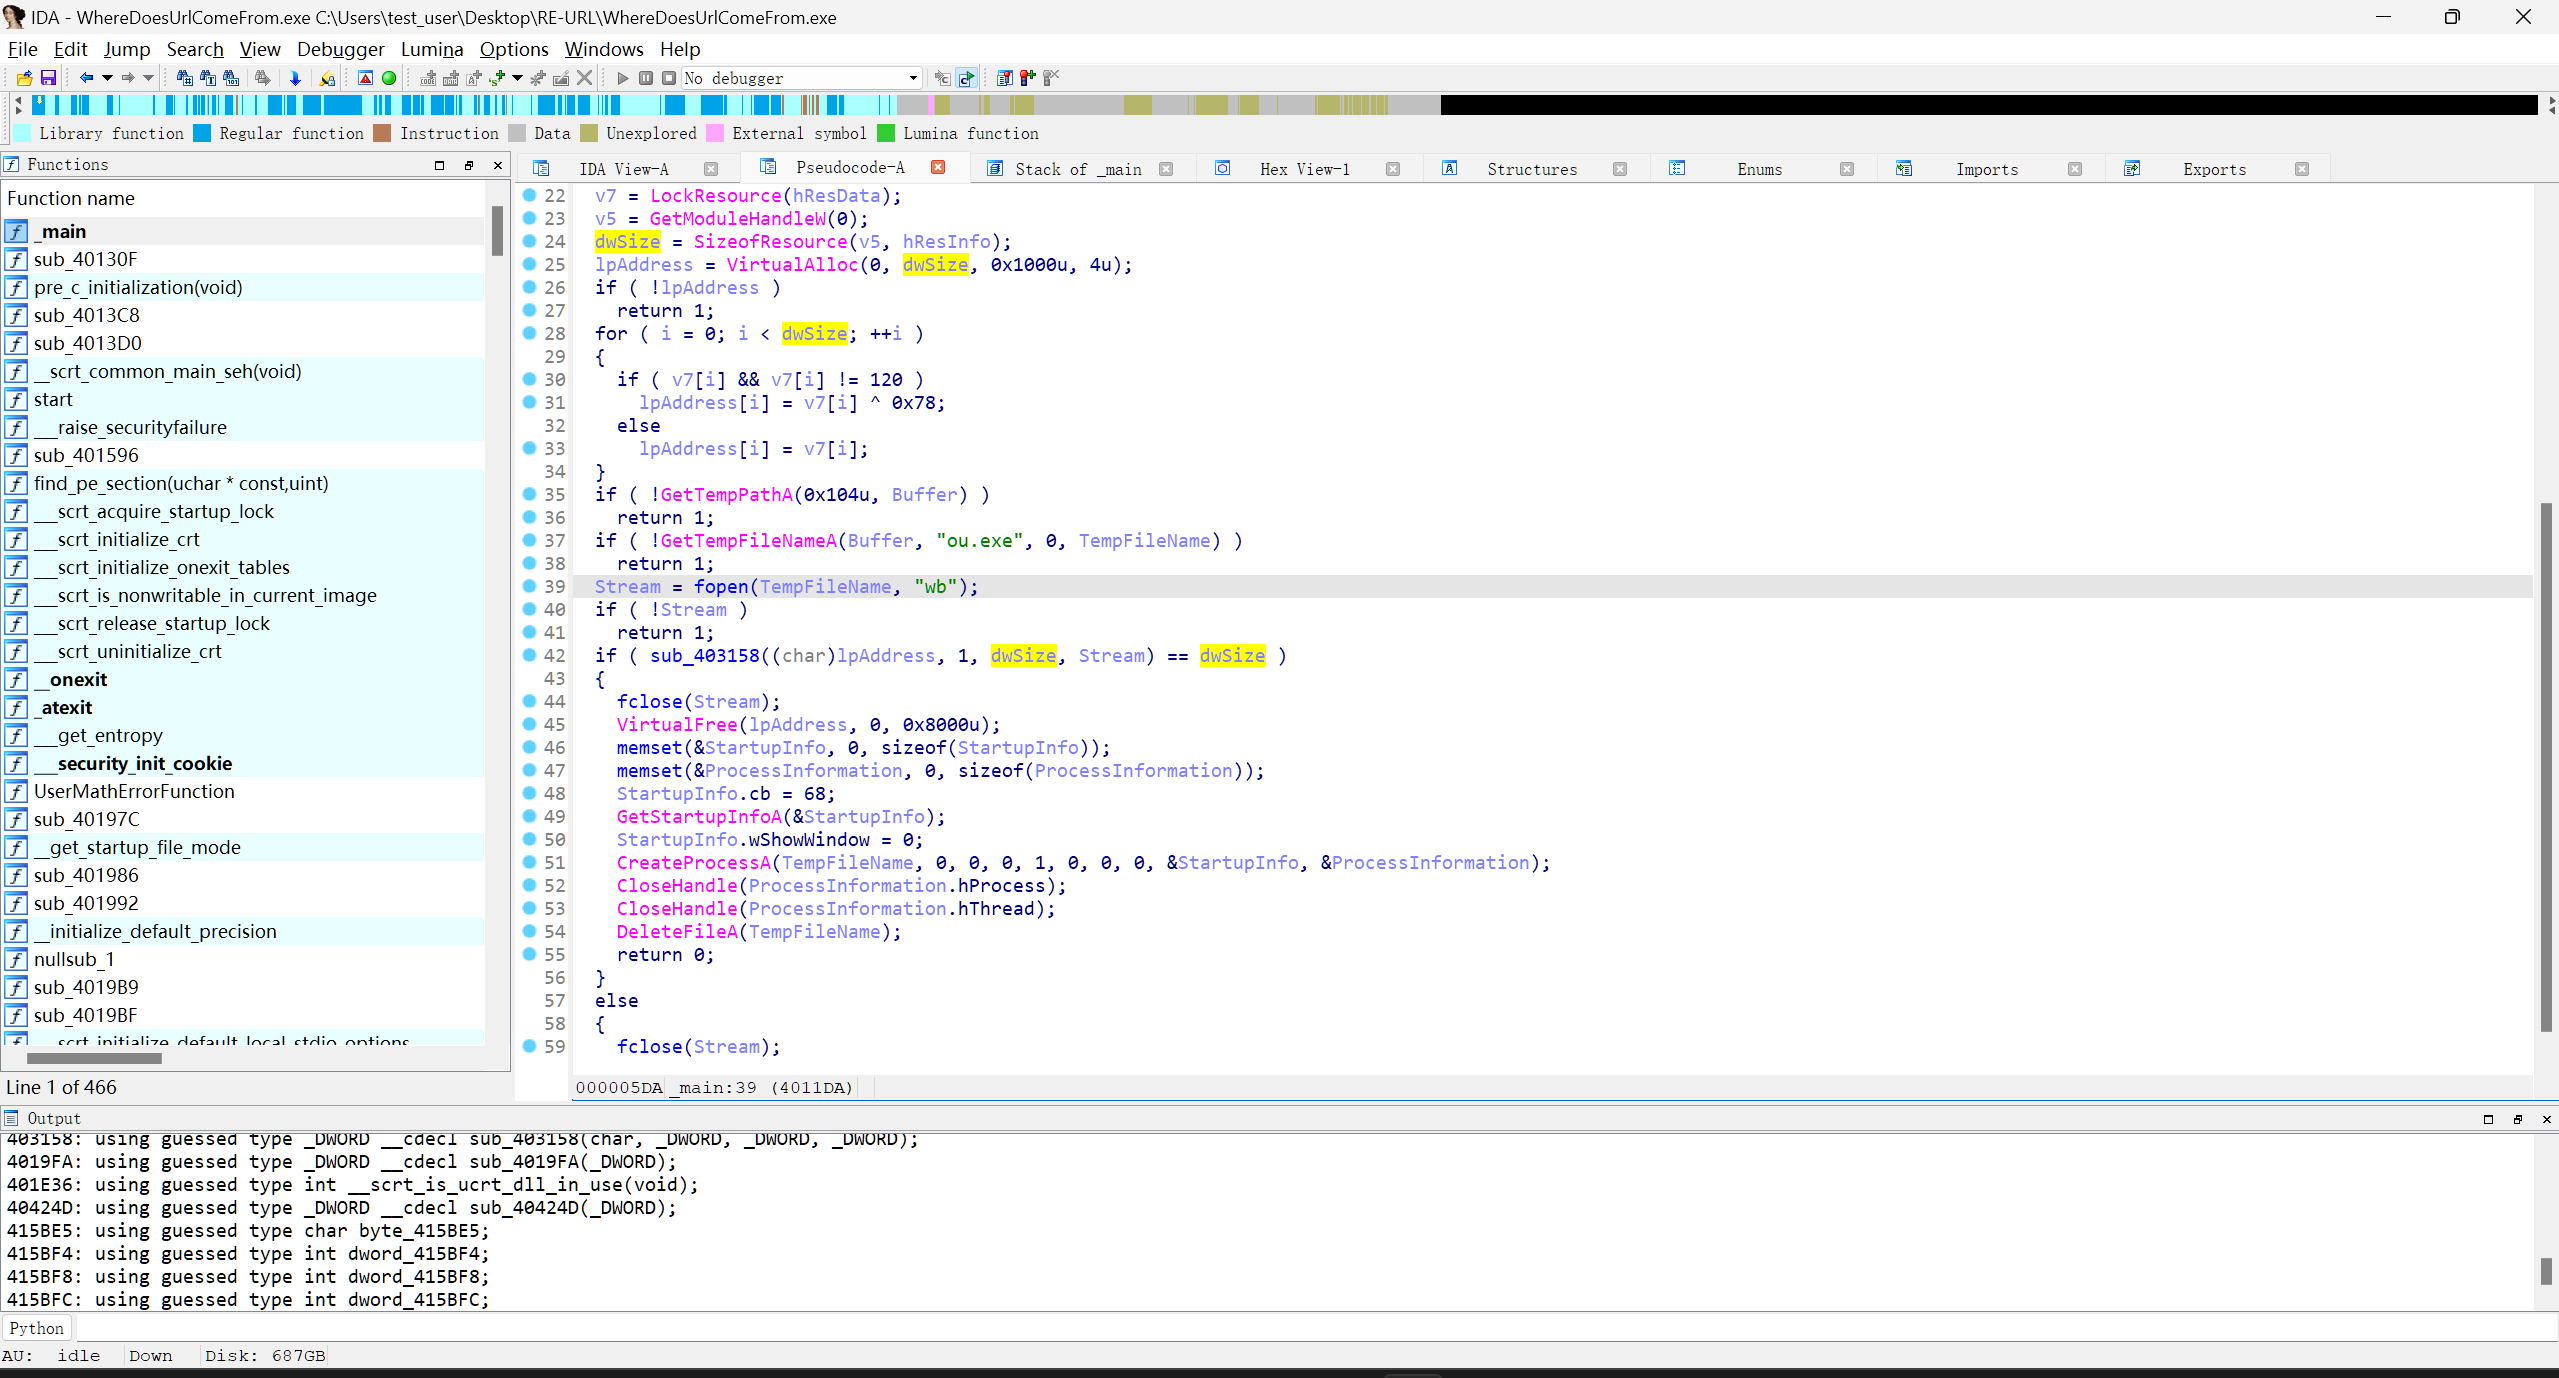 IDA - WhereDoesUrlComeFrom.exe C:\Users\test_user\Desktop\RE-URL\WhereDoesUrlComeFrom.exe
File Edit Jump Search View Debugger Lumina Options Windows Help
No debugger
Library function Regular function Instruction Data Unexplored External symbol Lumina function
Functions
Function name
_main
sub_40130F
pre_c_initialization(void)
sub_4013C8
sub_4013D0
__scrt_common_main_seh(void)
start
___raise_securityfailure
sub_401596
find_pe_section(uchar * const,uint)
___scrt_acquire_startup_lock
___scrt_initialize_crt
___scrt_initialize_onexit_tables
___scrt_is_nonwritable_in_current_image
___scrt_release_startup_lock
___scrt_uninitialize_crt
__onexit
_atexit
___get_entropy
___security_init_cookie
UserMathErrorFunction
sub_40197C
__get_startup_file_mode
sub_401986
sub_401992
__initialize_default_precision
nullsub_1
sub_4019B9
sub_4019BF
___scrt_initialize_default_local_stdio_options
Line 1 of 466
IDA View-A Pseudocode-A Stack of _main Hex View-1 Structures Enums Imports Exports
22 v7 = LockResource(hResData);
23 v5 = GetModuleHandleW(0);
24 dwSize = SizeofResource(v5, hResInfo);
25 lpAddress = VirtualAlloc(0, dwSize, 0x1000u, 4u);
26 if ( !lpAddress )
27 return 1;
28 for ( i = 0; i < dwSize; ++i )
29 {
30 if ( v7[i] && v7[i] != 120 )
31 lpAddress[i] = v7[i] ^ 0x78;
32 else
33 lpAddress[i] = v7[i];
34 }
35 if ( !GetTempPathA(0x104u, Buffer) )
36 return 1;
37 if ( !GetTempFileNameA(Buffer, "ou.exe", 0, TempFileName) )
38 return 1;
39 Stream = fopen(TempFileName, "wb");
40 if ( !Stream )
41 return 1;
42 if ( sub_403158((char)lpAddress, 1, dwSize, Stream) == dwSize )
43 {
44 fclose(Stream);
45 VirtualFree(lpAddress, 0, 0x8000u);
46 memset(&StartupInfo, 0, sizeof(StartupInfo));
47 memset(&ProcessInformation, 0, sizeof(ProcessInformation));
48 StartupInfo.cb = 68;
49 GetStartupInfoA(&StartupInfo);
50 StartupInfo.wShowWindow = 0;
51 CreateProcessA(TempFileName, 0, 0, 0, 1, 0, 0, 0, &StartupInfo, &ProcessInformation);
52 CloseHandle(ProcessInformation.hProcess);
53 CloseHandle(ProcessInformation.hThread);
54 DeleteFileA(TempFileName);
55 return 0;
56 }
57 else
58 {
59 fclose(Stream);
000005DA _main:39 (4011DA)
Output
403158: using guessed type _DWORD __cdecl sub_403158(char, _DWORD, _DWORD, _DWORD);
4019FA: using guessed type _DWORD __cdecl sub_4019FA(_DWORD);
401E36: using guessed type int __scrt_is_ucrt_dll_in_use(void);
40424D: using guessed type _DWORD __cdecl sub_40424D(_DWORD);
415BE5: using guessed type char byte_415BE5;
415BF4: using guessed type int dword_415BF4;
415BF8: using guessed type int dword_415BF8;
415BFC: using guessed type int dword_415BFC;
Python
AU: idle Down Disk: 687GB